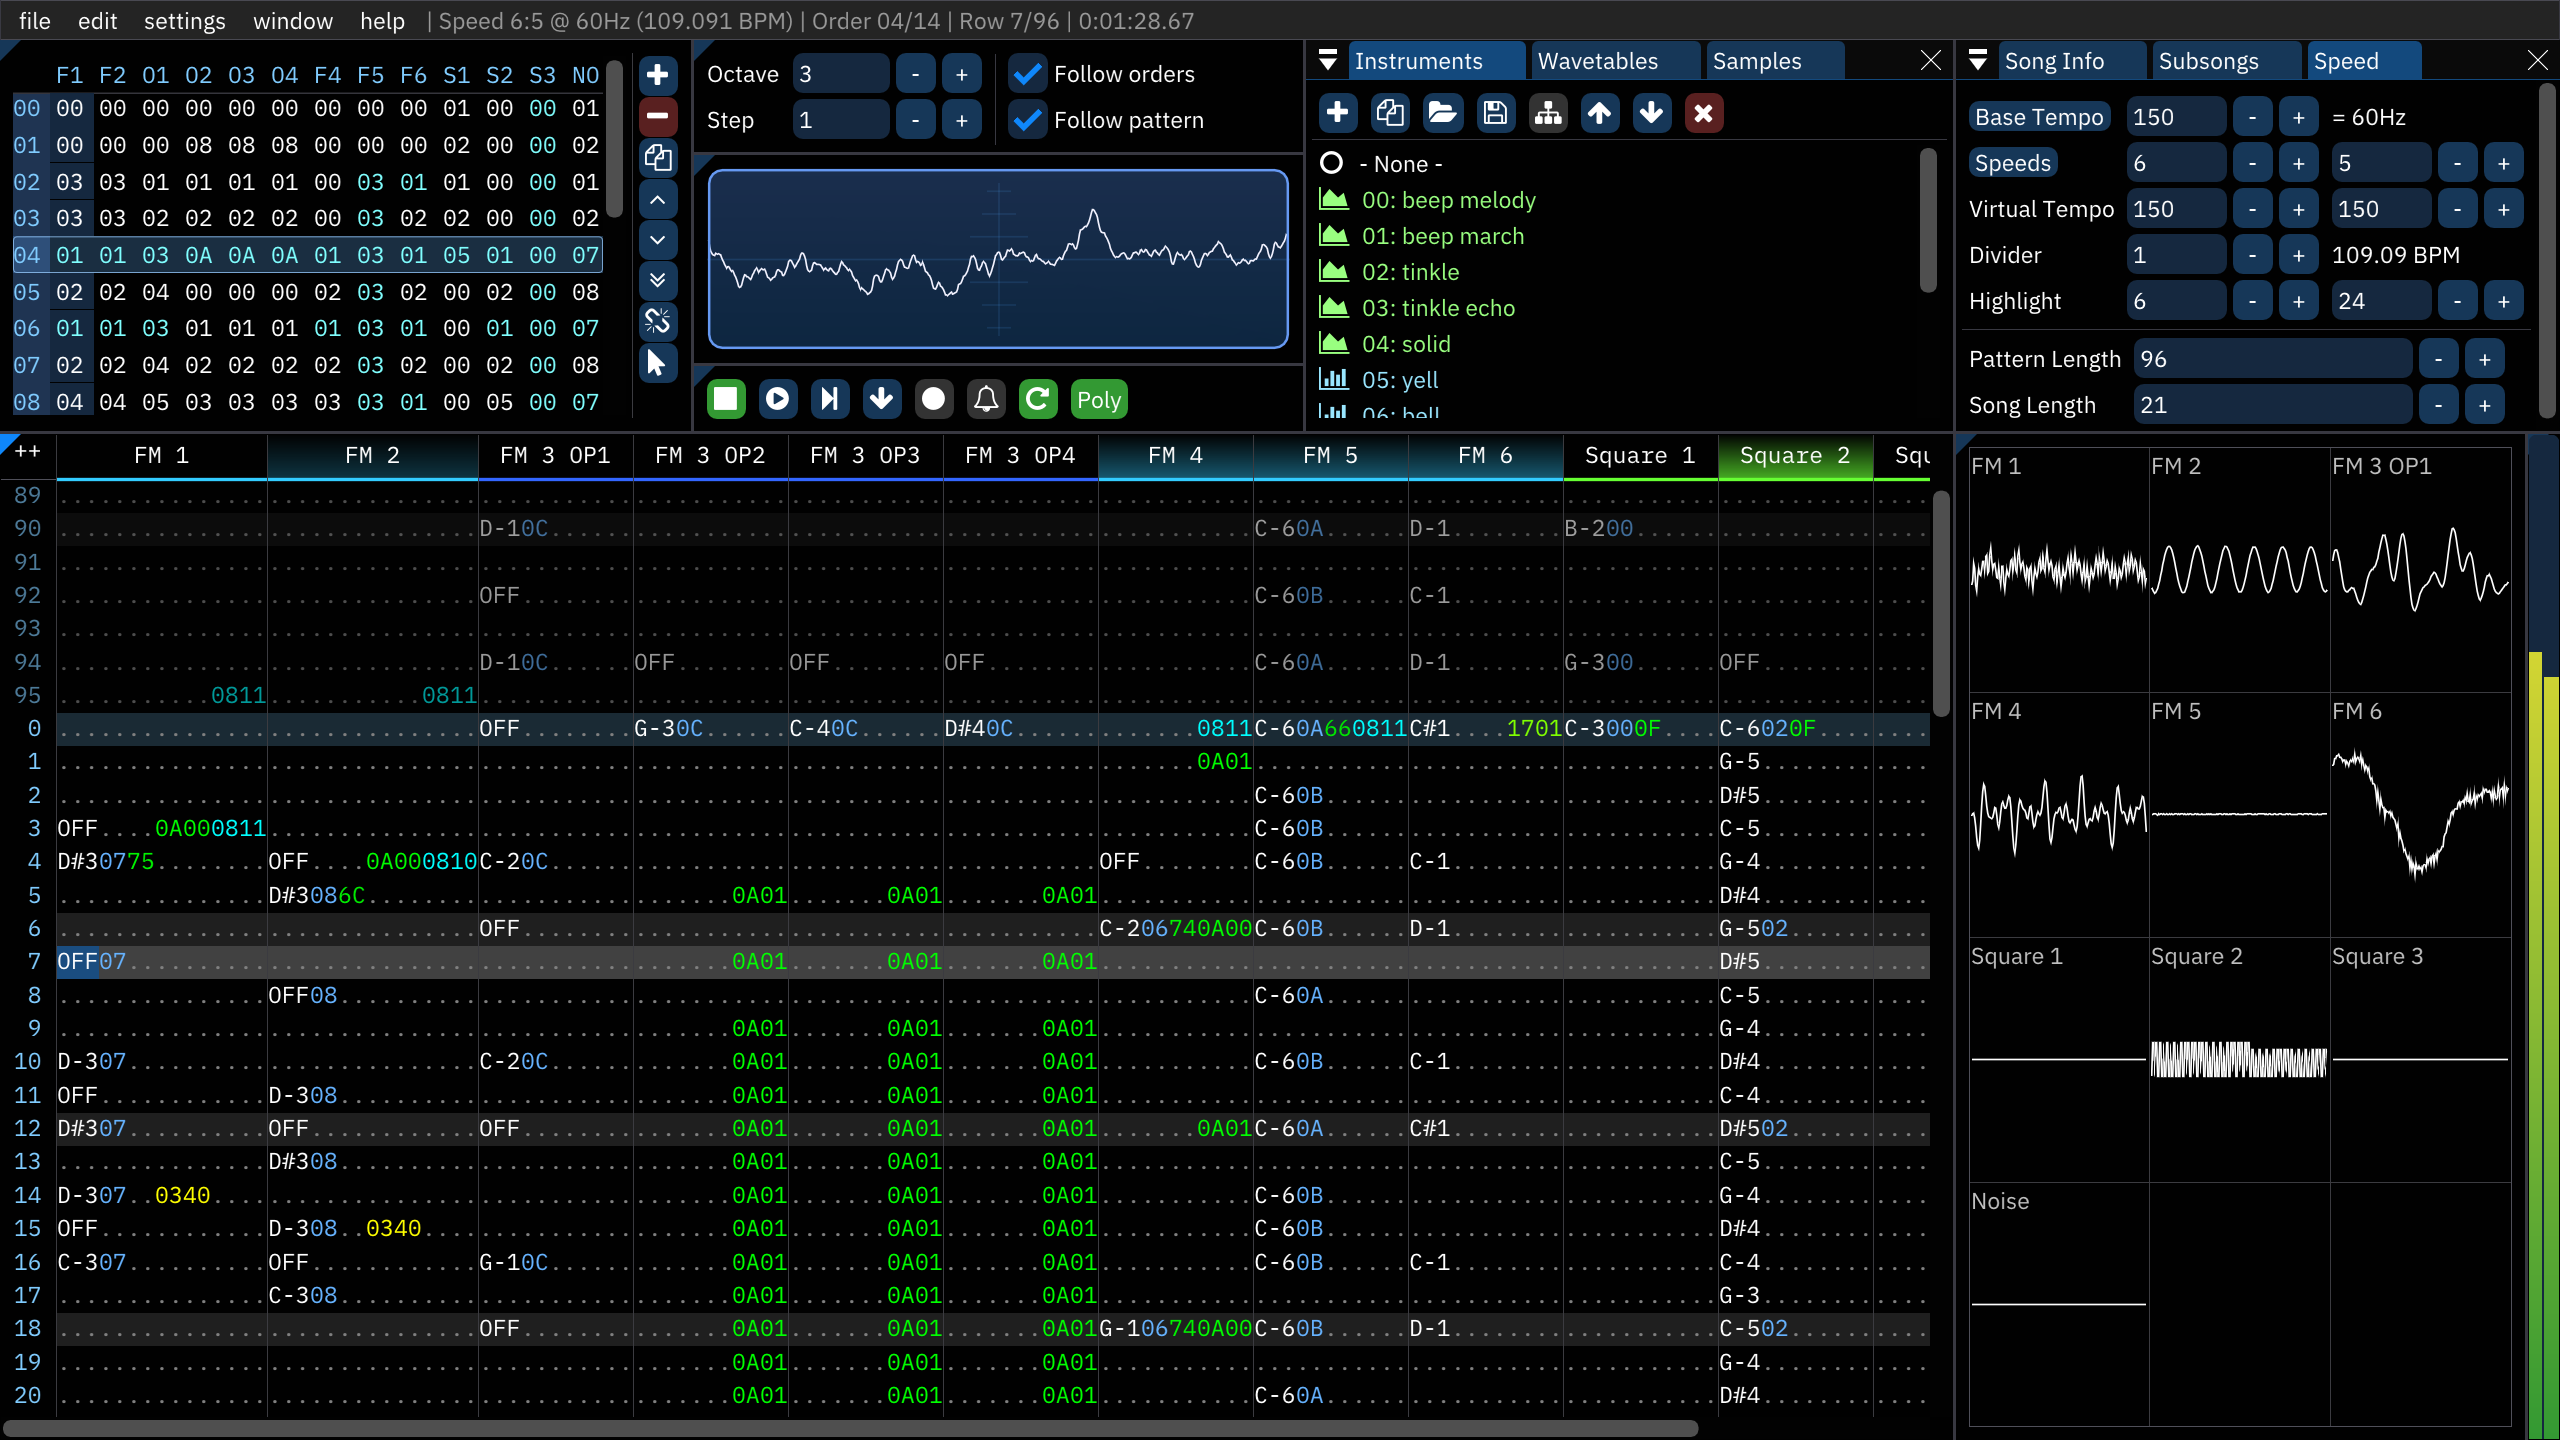 file edit settings window help | Speed 6:5 @ 60Hz (109.091 BPM) | Order 04/14 | Row 7/96 | 0:01:28.67
F1 F2 O1 O2 O3 O4 F4 F5 F6 S1 S2 S3 NO
00 00 00 00 00 00 00 00 00 00 01 00 00 01
01 00 00 00 08 08 08 00 00 00 02 00 00 02
02 03 03 01 01 01 01 00 03 01 01 00 00 01
03 03 03 02 02 02 02 00 03 02 02 00 00 02
04 01 01 03 0A 0A 0A 01 03 01 05 01 00 07
05 02 02 04 00 00 00 02 03 02 00 02 00 08
06 01 01 03 01 01 01 01 03 01 00 01 00 07
07 02 02 04 02 02 02 02 03 02 00 02 00 08
08 04 04 05 03 03 03 03 03 01 00 05 00 07
Octave 3 - + Follow orders
Step 1 - + Follow pattern
Poly
Instruments Wavetables Samples
- None -
00: beep melody
01: beep march
02: tinkle
03: tinkle echo
04: solid
05: yell
06: bell
Song Info Subsongs Speed
Base Tempo 150 - + = 60Hz
Speeds 6 - + 5 - +
Virtual Tempo 150 - + 150 - +
Divider 1 - + 109.09 BPM
Highlight 6 - + 24 - +
Pattern Length 96 - +
Song Length 21 - +
++ FM 1 FM 2 FM 3 OP1 FM 3 OP2 FM 3 OP3 FM 3 OP4 FM 4 FM 5 FM 6 Square 1 Square 2 Squ
89
90 D-10C C-60A D-1 B-200
91
92 OFF C-60B C-1
93
94 D-10C OFF OFF OFF C-60A D-1 G-300 OFF
95 0811 0811
0 OFF G-30C C-40C D#40C 0811 C-60A660811 C#1 1701 C-3000F C-6020F
1 0A01 G-5
2 C-60B D#5
3 OFF 0A000811 C-60B C-5
4 D#30775 OFF 0A000810 C-20C OFF C-60B C-1 G-4
5 D#3086C 0A01 0A01 0A01 D#4
6 OFF C-206740A00 C-60B D-1 G-502
7 OFF07 0A01 0A01 0A01 D#5
8 OFF08 C-60A C-5
9 0A01 0A01 0A01 G-4
10 D-307 C-20C 0A01 0A01 0A01 C-60B C-1 D#4
11 OFF D-308 0A01 0A01 0A01 C-4
12 D#307 OFF OFF 0A01 0A01 0A01 0A01 C-60A C#1 D#502
13 D#308 0A01 0A01 0A01 C-5
14 D-307 0340 0A01 0A01 0A01 C-60B G-4
15 OFF D-308 0340 0A01 0A01 0A01 C-60B D#4
16 C-307 OFF G-10C 0A01 0A01 0A01 C-60B C-1 C-4
17 C-308 0A01 0A01 0A01 G-3
18 OFF 0A01 0A01 0A01 G-106740A00 C-60B D-1 C-502
19 0A01 0A01 0A01 G-4
20 0A01 0A01 0A01 C-60A D#4
FM 1 FM 2 FM 3 OP1
FM 4 FM 5 FM 6
Square 1 Square 2 Square 3
Noise